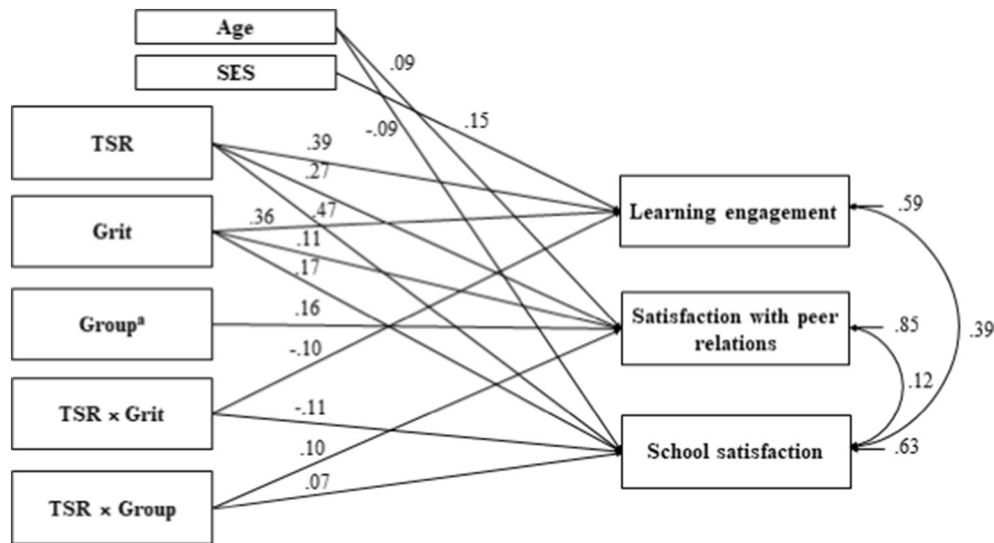 Age
SES
.09
-.09
.15
TSR
.39
.27
.47
Grit
.36
.11
.17
Learning engagement
.59
Groupᵃ
.16
Satisfaction with peer
relations
.85
.39
-.10
.12
TSR × Grit
-.11
School satisfaction
.63
.10
.07
TSR × Group